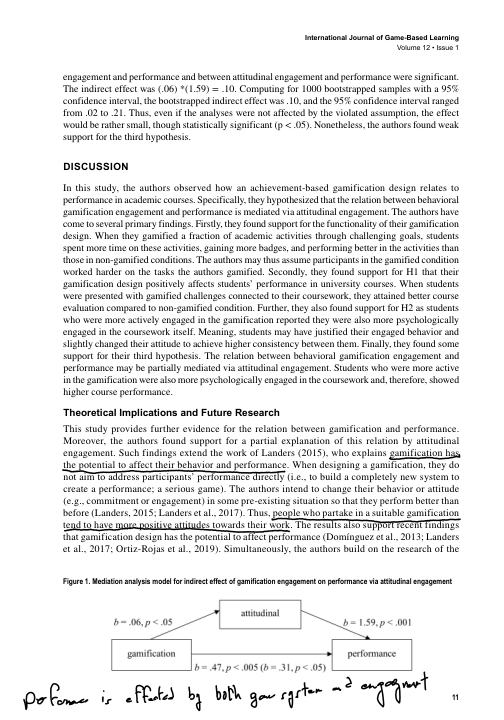 International Journal of Game-Based Learning
Volume 12 • Issue 1
engagement and performance and between attitudinal engagement and performance were significant.
The indirect effect was (.06) *(1.59) = .10. Computing for 1000 bootstrapped samples with a 95%
confidence interval, the bootstrapped indirect effect was .10, and the 95% confidence interval ranged
from .02 to .21. Thus, even if the analyses were not affected by the violated assumption, the effect
would be rather small, though statistically significant (p < .05). Nonetheless, the authors found weak
support for the third hypothesis.
DISCUSSION
In this study, the authors observed how an achievement-based gamification design relates to
performance in academic courses. Specifically, they hypothesized that the relation between behavioral
gamification engagement and performance is mediated via attitudinal engagement. The authors have
come to several primary findings. Firstly, they found support for the functionality of their gamification
design. When they gamified a fraction of academic activities through challenging goals, students
spent more time on these activities, gaining more badges, and performing better in the activities than
those in non-gamified conditions. The authors may thus assume participants in the gamified condition
worked harder on the tasks the authors gamified. Secondly, they found support for H1 that their
gamification design positively affects students' performance in university courses. When students
were presented with gamified challenges connected to their coursework, they attained better course
evaluation compared to non-gamified condition. Further, they also found support for H2 as students
who were more actively engaged in the gamification reported they were also more psychologically
engaged in the coursework itself. Meaning, students may have justified their engaged behavior and
slightly changed their attitude to achieve higher consistency between them. Finally, they found some
support for their third hypothesis. The relation between behavioral gamification engagement and
performance may be partially mediated via attitudinal engagement. Students who were more active
in the gamification were also more psychologically engaged in the coursework and, therefore, showed
higher course performance.
Theoretical Implications and Future Research
This study provides further evidence for the relation between gamification and performance.
Moreover, the authors found support for a partial explanation of this relation by attitudinal
engagement. Such findings extend the work of Landers (2015), who explains gamification has
the potential to affect their behavior and performance. When designing a gamification, they do
not aim to address participants' performance directly (i.e., to build a completely new system to
create a performance; a serious game). The authors intend to change their behavior or attitude
(e.g., commitment or engagement) in pre-existing situation so that they perform better than
before (Landers, 2015; Landers et al., 2017). Thus, people who partake in a suitable gamification
tend to have more positive attitudes towards their work. The results also support recent findings
that gamification design has the potential to affect performance (Domínguez et al., 2013; Landers
et al., 2017; Ortiz-Rojas et al., 2019). Simultaneously, the authors build on the research of the
Figure 1. Mediation analysis model for indirect effect of gamification engagement on performance via attitudinal engagement
attitudinal
b = .06, p < .05
b = 1.59, p < .001
gamification
performance
b = .47, p < .005 (b = .31, p < .05)
is effected by both system and
11